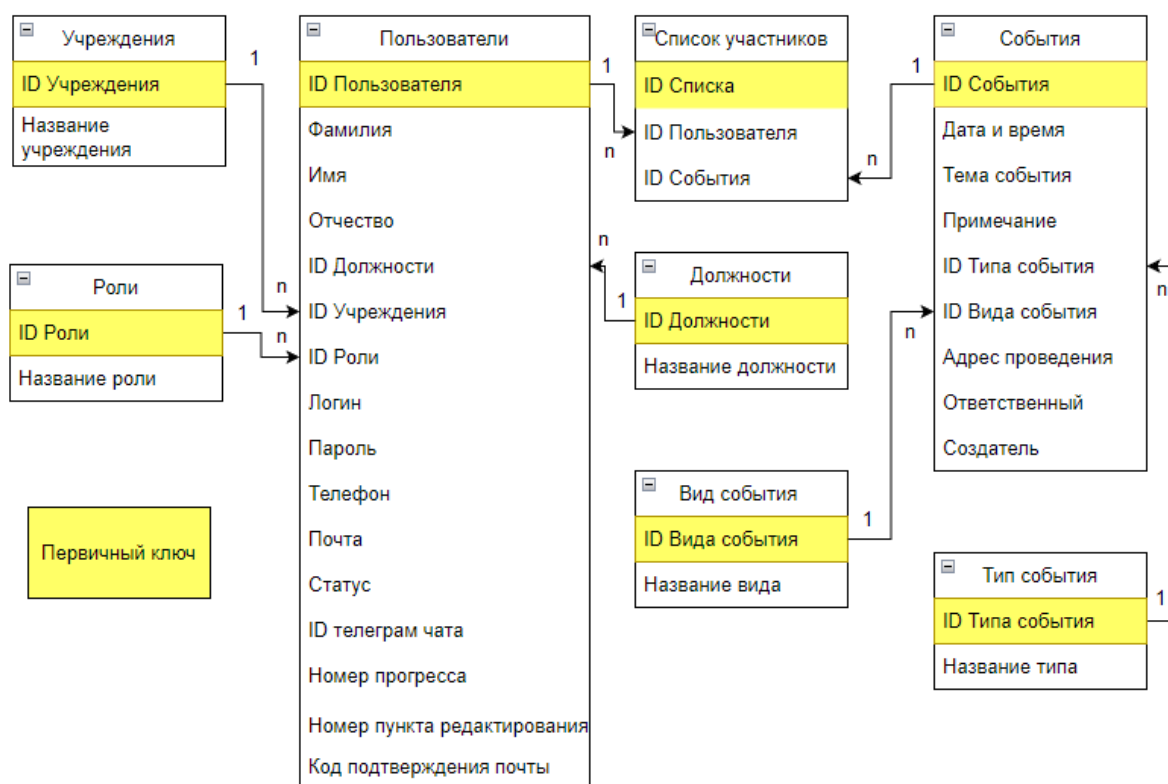 Учреждения
1
ID Учреждения
Название
учреждения
n
Роли
1
ID Роли
n
Название роли
Первичный ключ
Пользователи
ID Пользователя
Фамилия
Имя
Отчество
ID Должности
ID Учреждения
ID Роли
Логин
Пароль
Телефон
Почта
Статус
ID телеграм чата
Номер прогресса
Номер пункта редактирования
Код подтверждения почты
1
n
n
1
Список участников
ID Списка
ID Пользователя
ID События
Должности
ID Должности
Название должности
Вид события
ID Вида события
Название вида
1
n
1
n
События
ID События
Дата и время
Тема события
Примечание
ID Типа события
ID Вида события
Адрес проведения
Ответственный
Создатель
n
Тип события
1
ID Типа события
Название типа